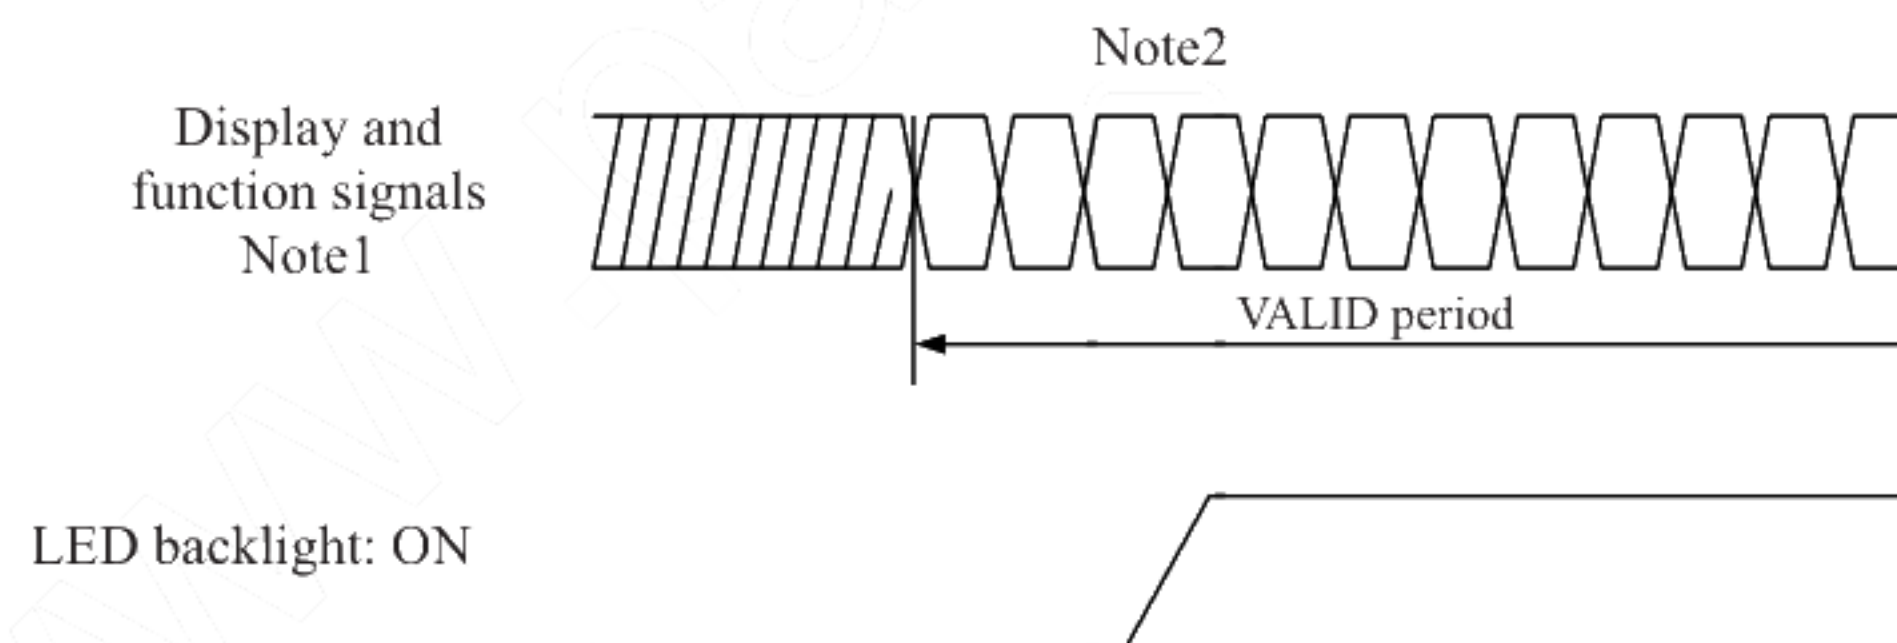 Note2
Display and
function signals
Note1
VALID period
LED backlight: ON